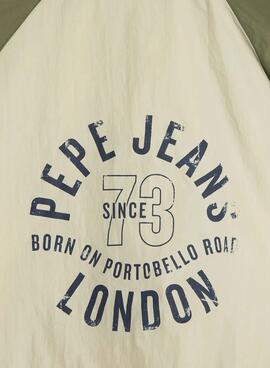 PEPE JEANS
73
SINCE
BORN ON PORTOBELLO ROAD
LONDON